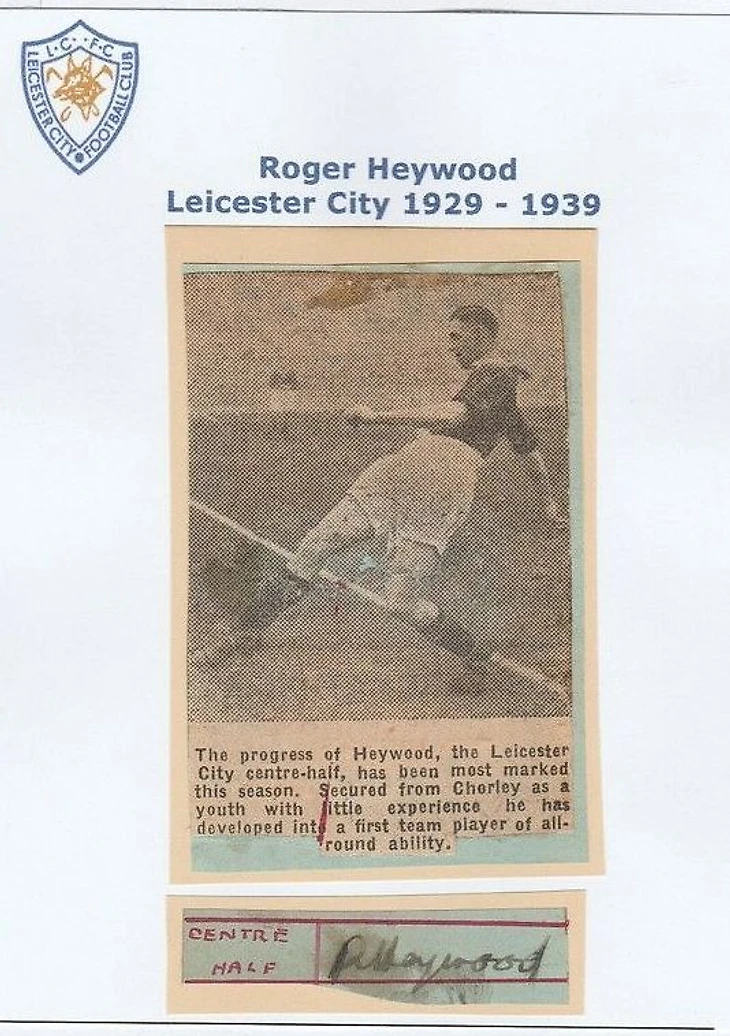 L·C··F·C
LEICESTER CITY FOOTBALL CLUB
Roger Heywood
Leicester City 1929 - 1939
The progress of Heywood, the Leicester
City centre-half, has been most marked
this season. Secured from Chorley as a
youth with little experience he has
developed into a first team player of all-
round ability.
CENTRE
HALF
R Heywood